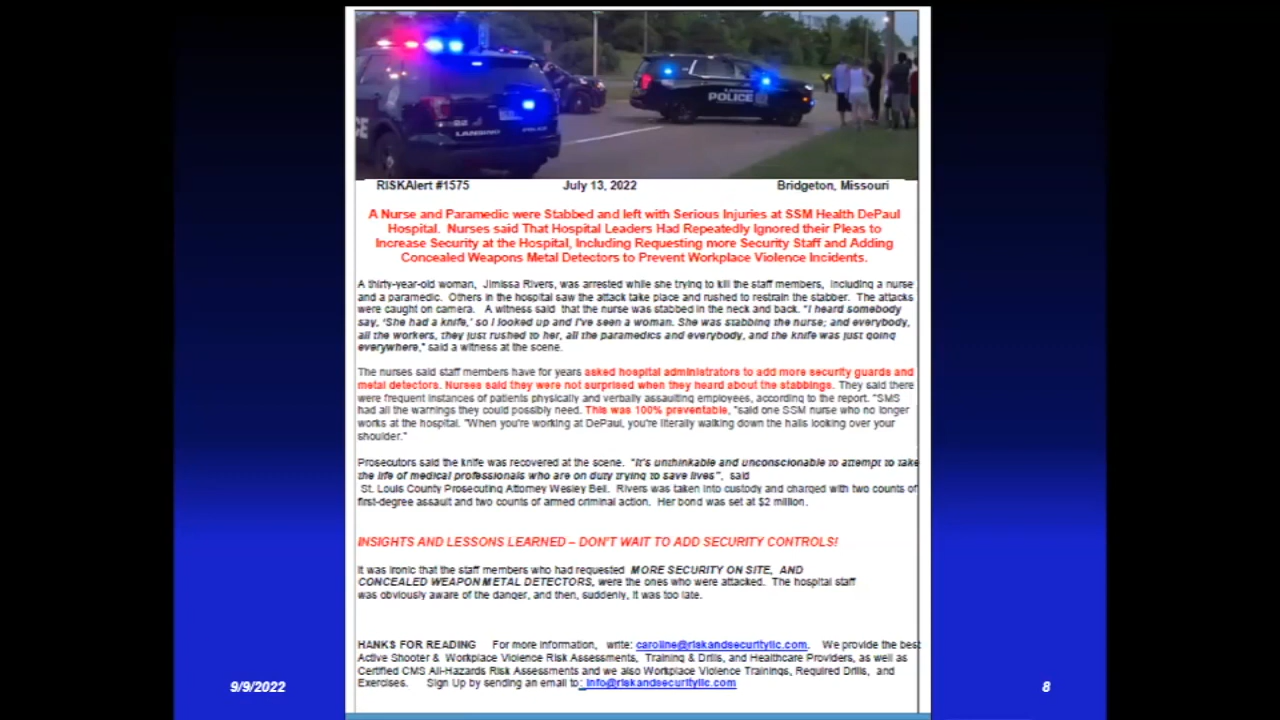 LANSING POLICE
LANSING
POLICE
RISKAlert #1575 July 13, 2022 Bridgeton, Missouri
A Nurse and Paramedic were Stabbed and left with Serious Injuries at SSM Health DePaul
Hospital. Nurses said That Hospital Leaders Had Repeatedly Ignored their Pleas to
Increase Security at the Hospital, Including Requesting more Security Staff and Adding
Concealed Weapons Metal Detectors to Prevent Workplace Violence Incidents.
A thirty-year-old woman, Jimissa Rivers, was arrested while she trying to kill the staff members, including a nurse
and a paramedic. Others in the hospital saw the attack take place and rushed to restrain the stabber. The attacks
were caught on camera. A witness said that the nurse was stabbed in the neck and back. "I heard somebody
say, 'She had a knife,' so I looked up and I've seen a woman. She was stabbing the nurse; and everybody,
all the workers, they just rushed to her, all the paramedics and everybody, and the knife was just going
everywhere," said a witness at the scene.
The nurses said staff members have for years asked hospital administrators to add more security guards and
metal detectors. Nurses said they were not surprised when they heard about the stabbings. They said there
were frequent instances of patients physically and verbally assaulting employees, according to the report. "SMS
had all the warnings they could possibly need. This was 100% preventable, "said one SSM nurse who no longer
works at the hospital. "When you're working at DePaul, you're literally walking down the halls looking over your
shoulder."
Prosecutors said the knife was recovered at the scene. "It's unthinkable and unconscionable to attempt to take
the life of medical professionals who are on duty trying to save lives", said
St. Louis County Prosecuting Attorney Wesley Bell. Rivers was taken into custody and charged with two counts of
first-degree assault and two counts of armed criminal action. Her bond was set at $2 million.
INSIGHTS AND LESSONS LEARNED – DON'T WAIT TO ADD SECURITY CONTROLS!
It was ironic that the staff members who had requested MORE SECURITY ON SITE, AND
CONCEALED WEAPON METAL DETECTORS, were the ones who were attacked. The hospital staff
was obviously aware of the danger, and then, suddenly, it was too late.
HANKS FOR READING For more information, write: caroline@riskandsecurityllc.com. We provide the best
Active Shooter & Workplace Violence Risk Assessments, Training & Drills, and Healthcare Providers, as well as
Certified CMS All-Hazards Risk Assessments and we also Workplace Violence Trainings, Required Drills, and
Exercises. Sign Up by sending an email to: info@riskandsecurityllc.com
9/9/2022 8